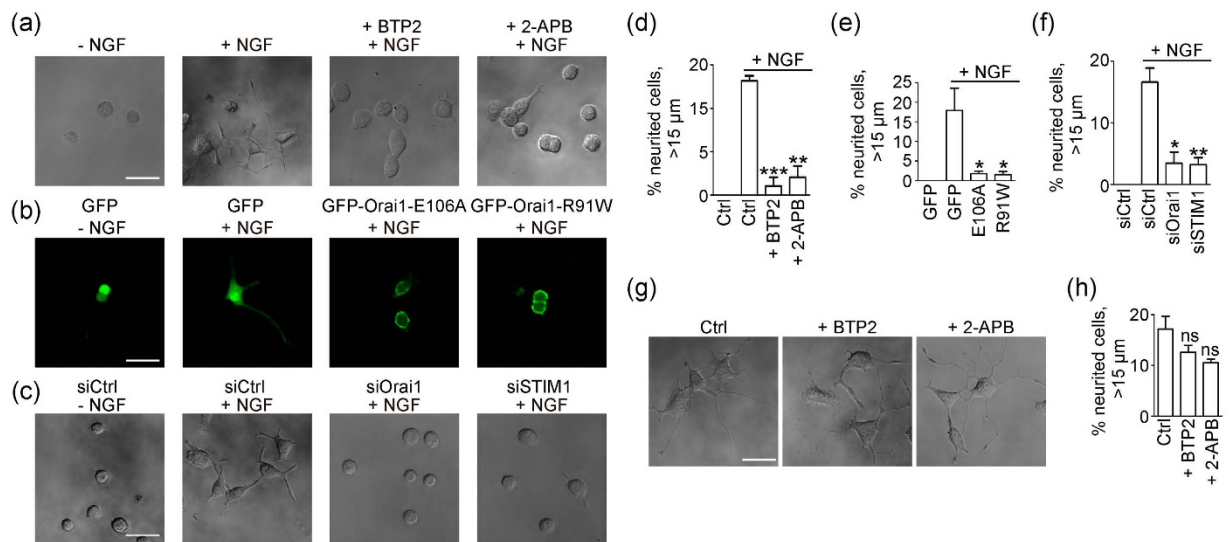 (a)
- NGF
+ NGF
+ BTP2
+ NGF
+ 2-APB
+ NGF
(b)
GFP
- NGF
GFP
+ NGF
GFP-Orai1-E106A
+ NGF
GFP-Orai1-R91W
+ NGF
(c)
siCtrl
- NGF
siCtrl
+ NGF
siOrai1
+ NGF
siSTIM1
+ NGF
(d)
+ NGF
% neurited cells,
>15 µm
20
15
5
0
***
**
Ctrl
Ctrl
+ BTP2
+ 2-APB
(e)
+ NGF
% neurited cells,
>15 µm
25
20
15
10
5
0
*
*
GFP
GFP
E106A
R91W
(f)
+ NGF
% neurited cells,
>15 µm
20
10
0
*
**
siCtrl
siCtrl
siOrai1
siSTIM1
(g)
Ctrl
+ BTP2
+ 2-APB
(h)
% neurited cells,
>15 µm
20
10
0
ns
ns
Ctrl
+ BTP2
+ 2-APB